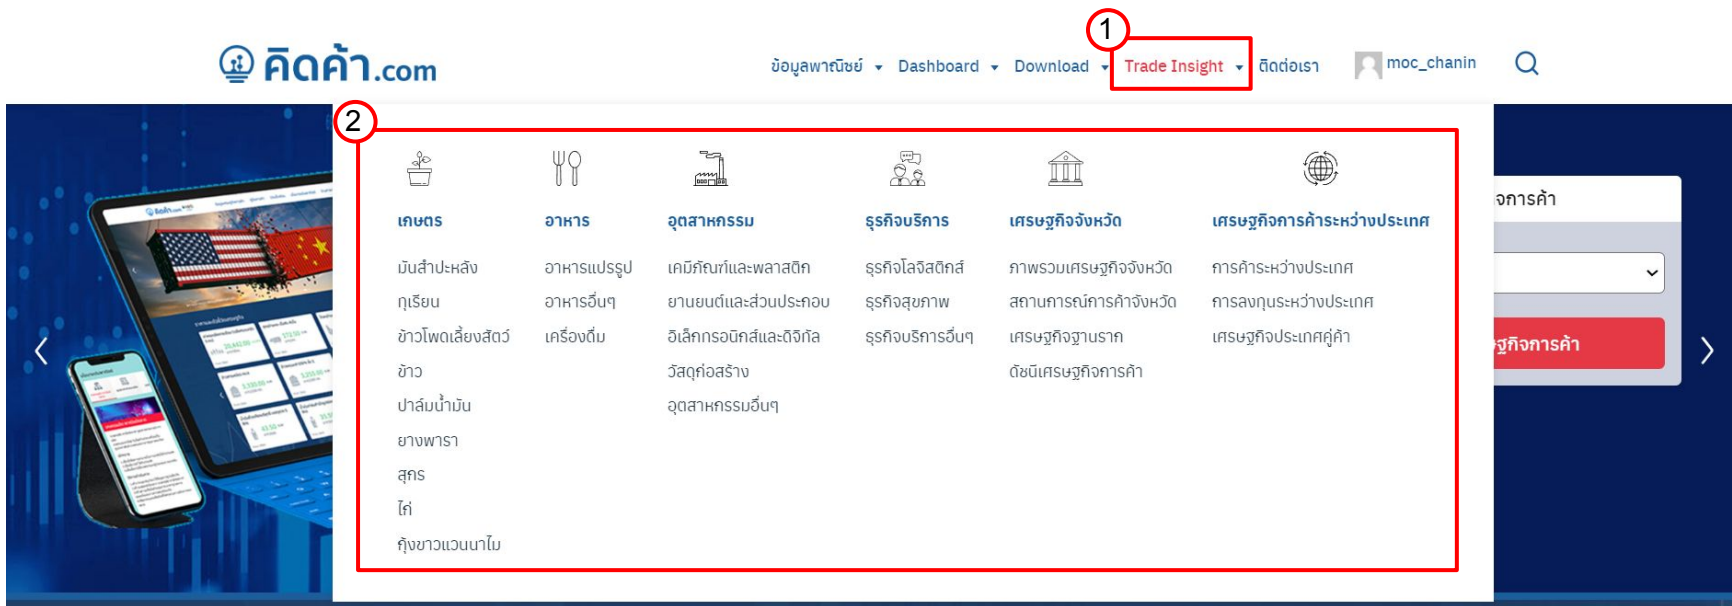 1
คิดค้า.com
ข้อมูลพาณิชย์ Dashboard Download Trade Insight ติดต่อเรา moc_chanin
2
เกษตร
มันสำปะหลัง
ทุเรียน
ข้าวโพดเลี้ยงสัตว์
ข้าว
ปาล์มน้ำมัน
ยางพารา
สุกร
ไก่
กุ้งขาวแวนนาไม
อาหาร
อาหารแปรรูป
อาหารอื่นๆ
เครื่องดื่ม
อุตสาหกรรม
เคมีภัณฑ์และพลาสติก
ยานยนต์และส่วนประกอบ
อิเล็กทรอนิกส์และดิจิทัล
วัสดุก่อสร้าง
อุตสาหกรรมอื่นๆ
ธุรกิจบริการ
ธุรกิจโลจิสติกส์
ธุรกิจสุขภาพ
ธุรกิจบริการอื่นๆ
เศรษฐกิจจังหวัด
ภาพรวมเศรษฐกิจจังหวัด
สถานการณ์การค้าจังหวัด
เศรษฐกิจฐานราก
ดัชนีเศรษฐกิจการค้า
เศรษฐกิจการค้าระหว่างประเทศ
การค้าระหว่างประเทศ
การลงทุนระหว่างประเทศ
เศรษฐกิจประเทศคู่ค้า
จการค้า
ฐกิจการค้า